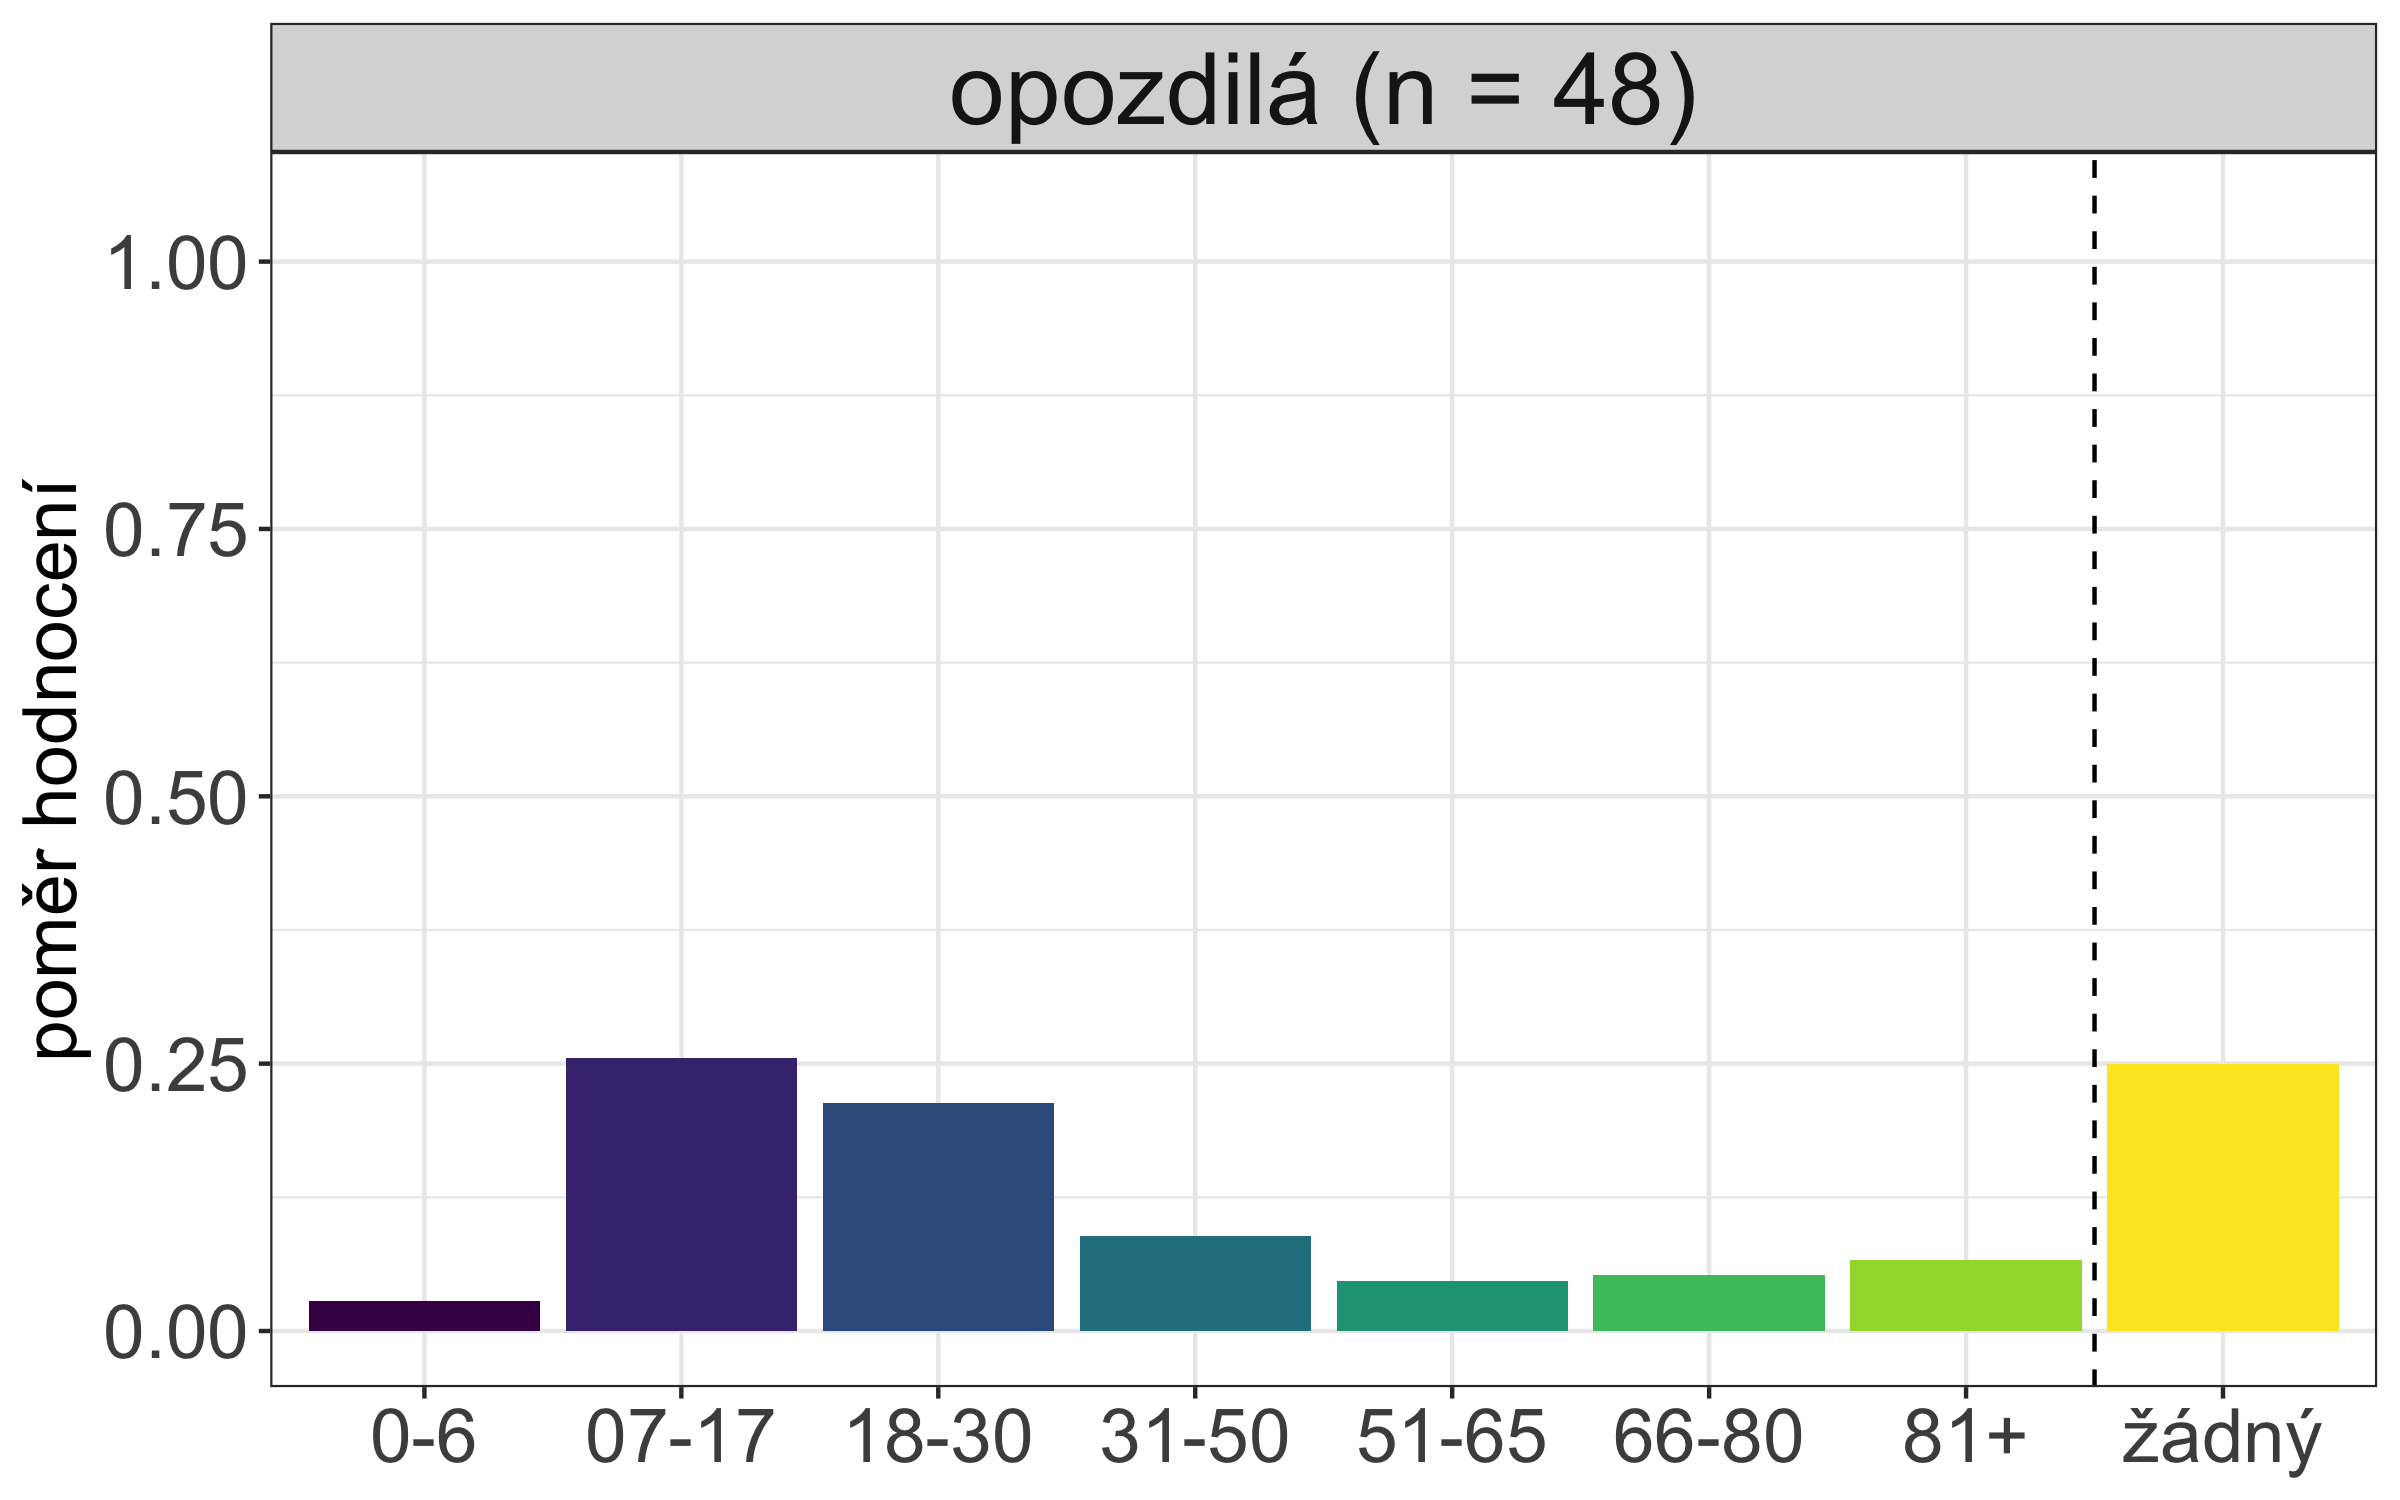 opozdilá (n = 48)
poměr hodnocení
1.00
0.75
0.50
0.25
0.00
0-6 07-17 18-30 31-50 51-65 66-80 81+ žádný